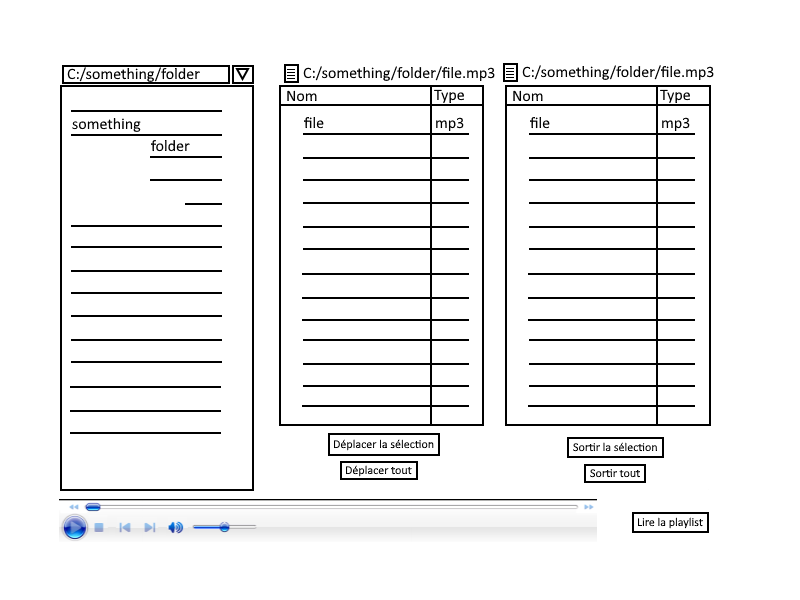 C:/something/folder
something
folder
C:/something/folder/file.mp3
Nom Type
file mp3
Déplacer la sélection
Déplacer tout
C:/something/folder/file.mp3
Nom Type
file mp3
Sortir la sélection
Sortir tout
Lire la playlist